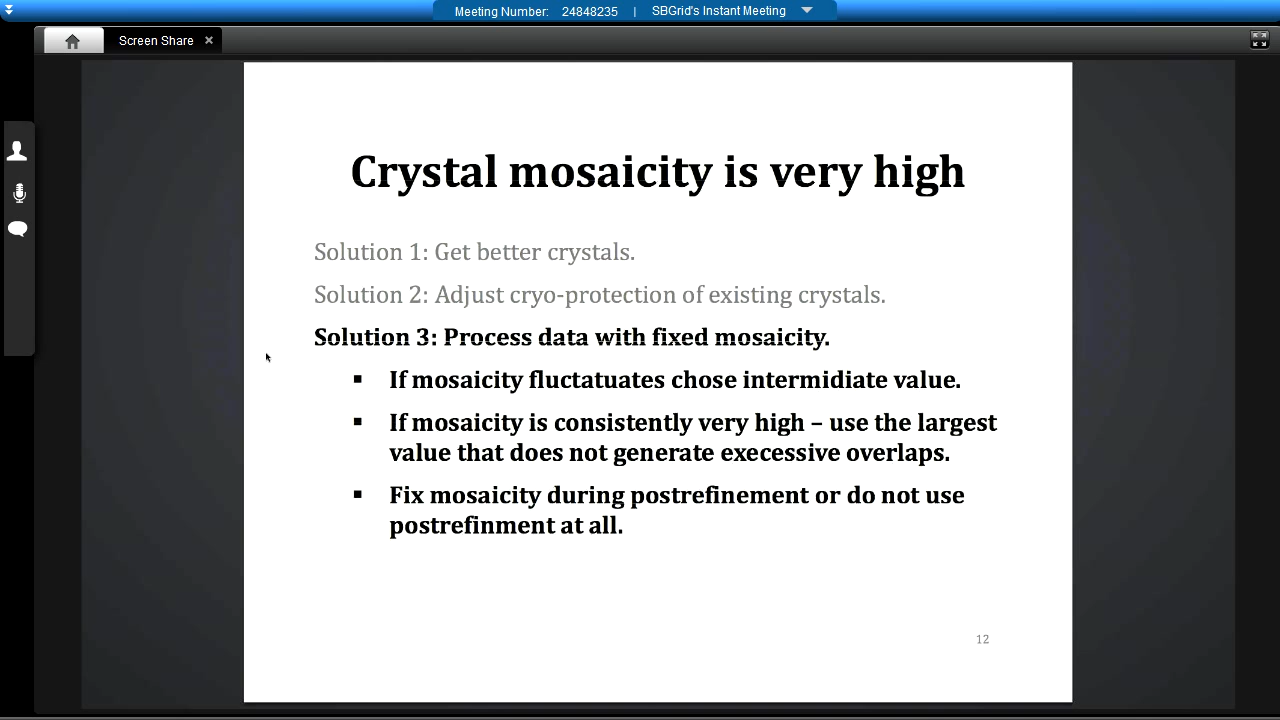 Meeting Number: 24848235 | SBGrid's Instant Meeting
Screen Share
Crystal mosaicity is very high
Solution 1: Get better crystals.
Solution 2: Adjust cryo-protection of existing crystals.
Solution 3: Process data with fixed mosaicity.
▪ If mosaicity fluctatuates chose intermidiate value.
▪ If mosaicity is consistently very high – use the largest
value that does not generate execessive overlaps.
▪ Fix mosaicity during postrefinement or do not use
postrefinment at all.
12